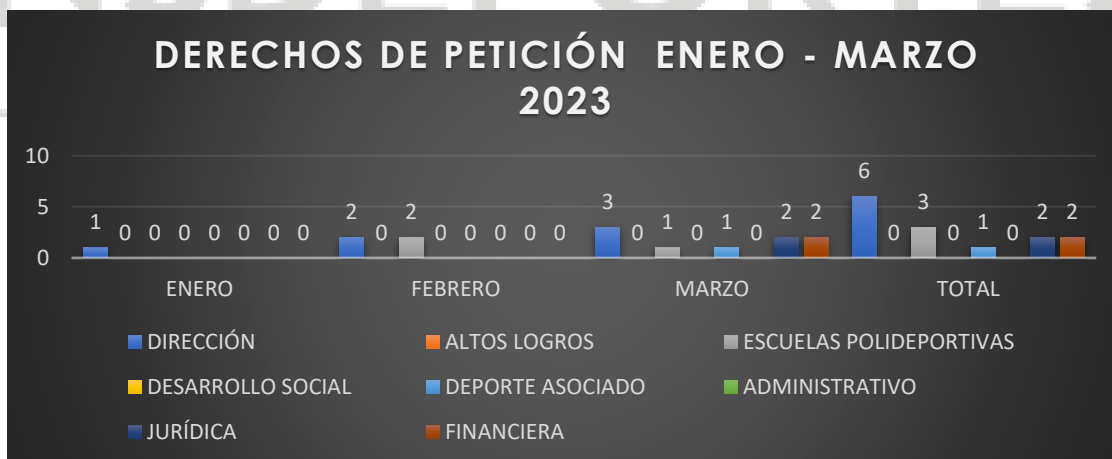 DERECHOS DE PETICIÓN ENERO - MARZO
2023
10
5
0
1 0 0 0 0 0 0 0
2 0 2 0 0 0 0 0
3 0 1 0 1 0 2 2
6 0 3 0 1 0 2 2
ENERO FEBRERO MARZO TOTAL
DIRECCIÓN ALTOS LOGROS ESCUELAS POLIDEPORTIVAS
DESARROLLO SOCIAL DEPORTE ASOCIADO ADMINISTRATIVO
JURÍDICA FINANCIERA